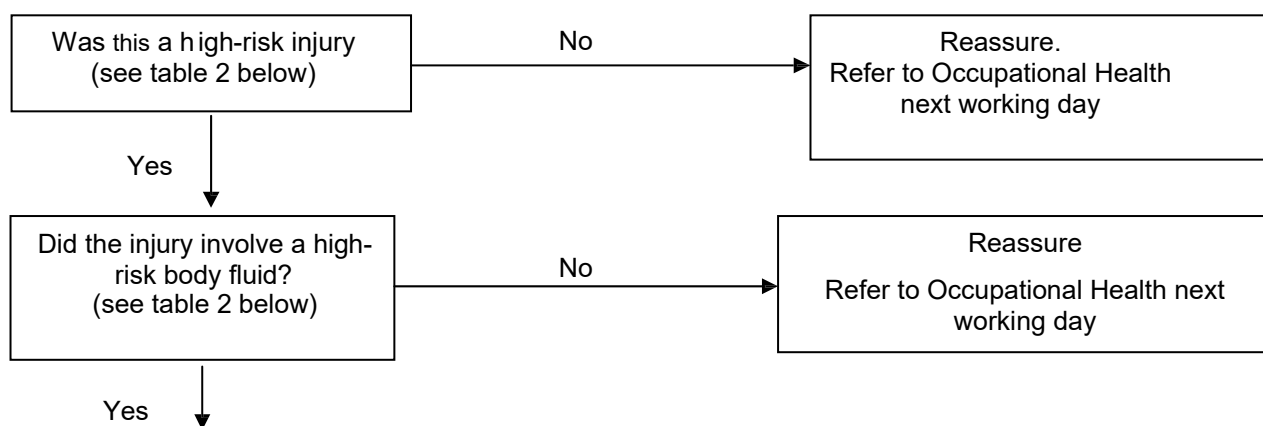 Was this a high-risk injury
(see table 2 below)
No
Reassure.
Refer to Occupational Health
next working day
Yes
Did the injury involve a high-
risk body fluid?
(see table 2 below)
No
Reassure
Refer to Occupational Health next
working day
Yes